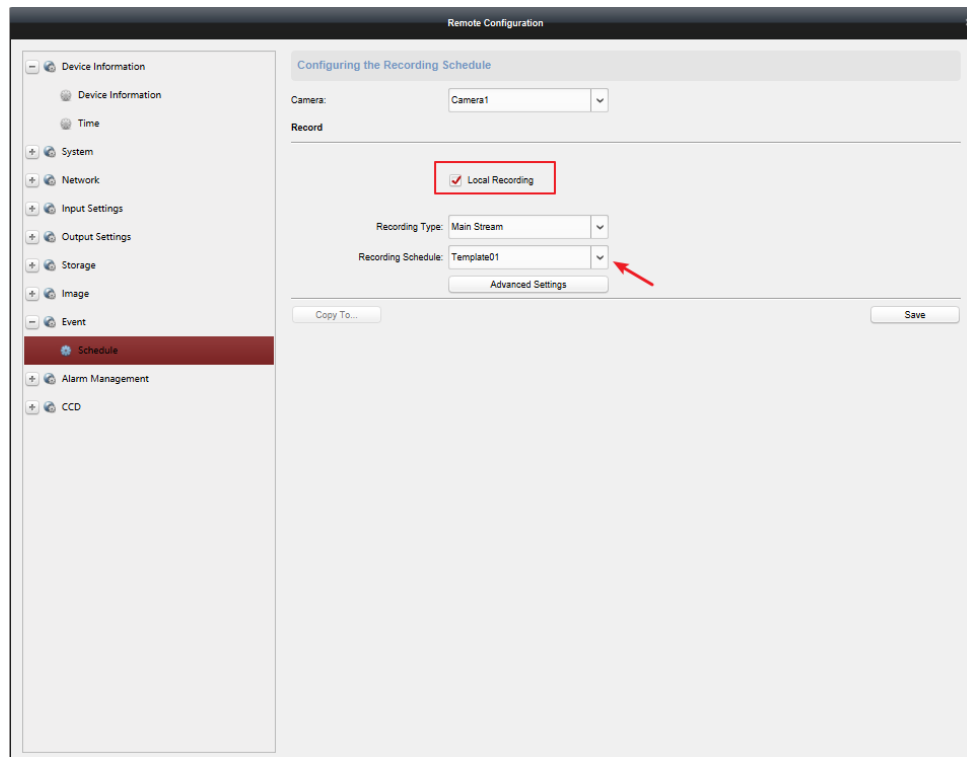 Remote Configuration
Device Information
Device Information
Time
System
Network
Input Settings
Output Settings
Storage
Image
Event
Schedule
Alarm Management
CCD
Configuring the Recording Schedule
Camera: Camera1
Record
Local Recording
Recording Type: Main Stream
Recording Schedule: Template01
Advanced Settings
Copy To... Save